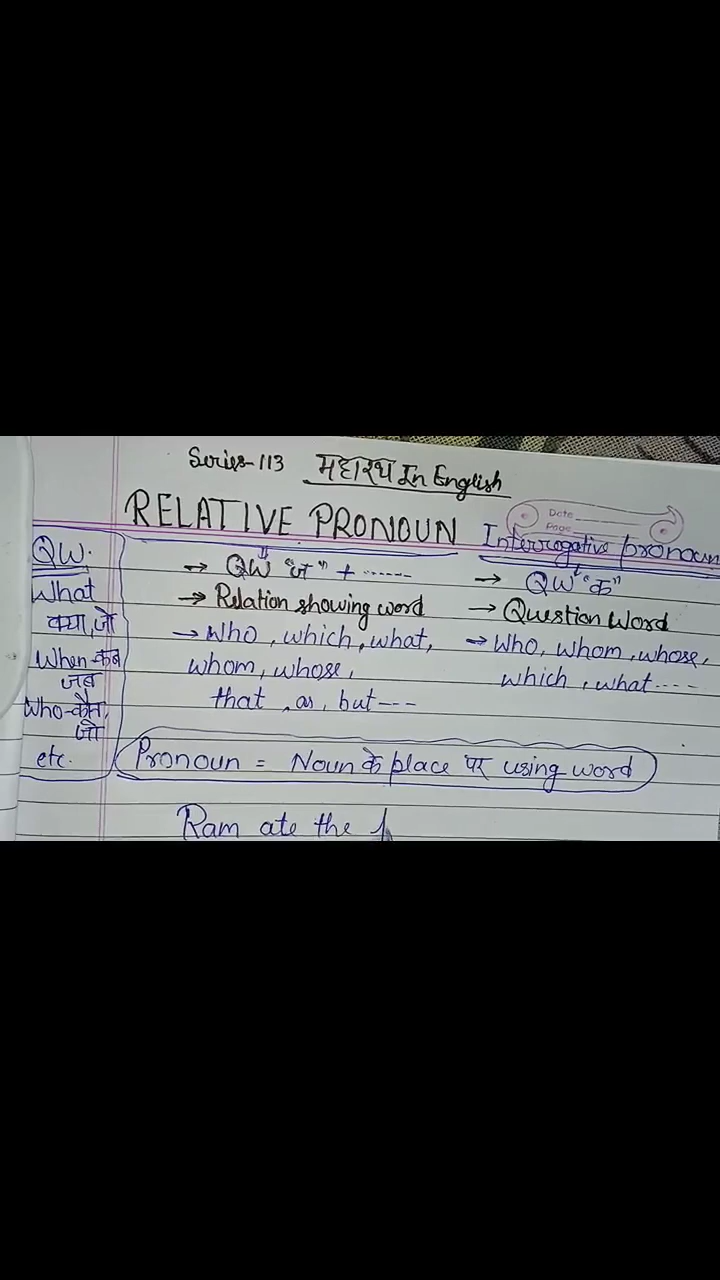 Series-113 महारथ In English
RELATIVE PRONOUN
Date
Page
Interrogative pronoun
QW.
What
क्या, जो
When-कब
जब
Who-कौन,
जो
etc.
→ QW "ज" + ......
→ Relation showing word
→ Who, which, what,
whom, whose,
that, as, but---
→ QW "क"
→ Question Word
→ Who, whom, whose,
which, what....
Pronoun = Noun के place पर using word
Ram ate the